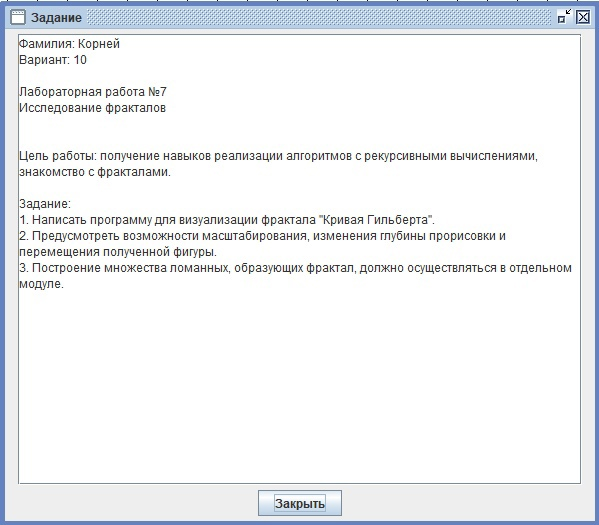 Задание
Фамилия: Корней
Вариант: 10
Лабораторная работа №7
Исследование фракталов
Цель работы: получение навыков реализации алгоритмов с рекурсивными вычислениями,
знакомство с фракталами.
Задание:
1. Написать программу для визуализации фрактала "Кривая Гильберта".
2. Предусмотреть возможности масштабирования, изменения глубины прорисовки и
перемещения полученной фигуры.
3. Построение множества ломанных, образующих фрактал, должно осуществляться в отдельном
модуле.
Закрыть